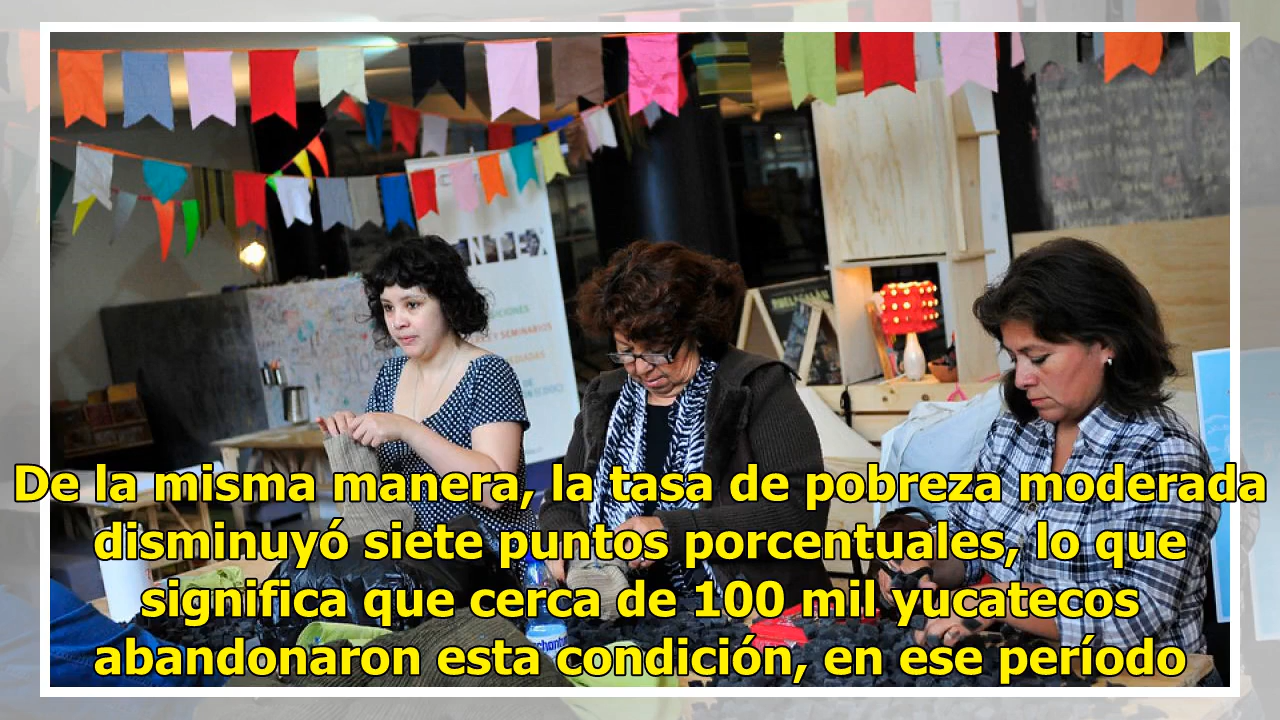 De la misma manera, la tasa de pobreza moderada
disminuyó siete puntos porcentuales, lo que
significa que cerca de 100 mil yucatecos
abandonaron esta condición, en ese período